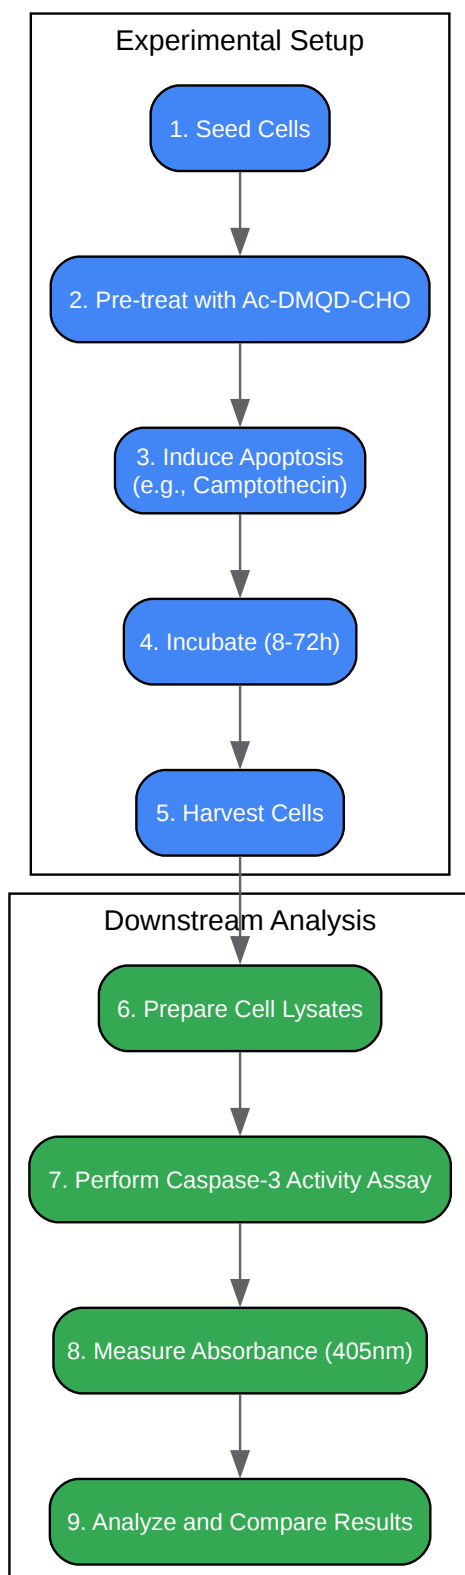 Experimental Setup
1. Seed Cells
2. Pre-treat with Ac-DMQD-CHO
3. Induce Apoptosis
(e.g., Camptothecin)
4. Incubate (8-72h)
5. Harvest Cells
Downstream Analysis
6. Prepare Cell Lysates
7. Perform Caspase-3 Activity Assay
8. Measure Absorbance (405nm)
9. Analyze and Compare Results